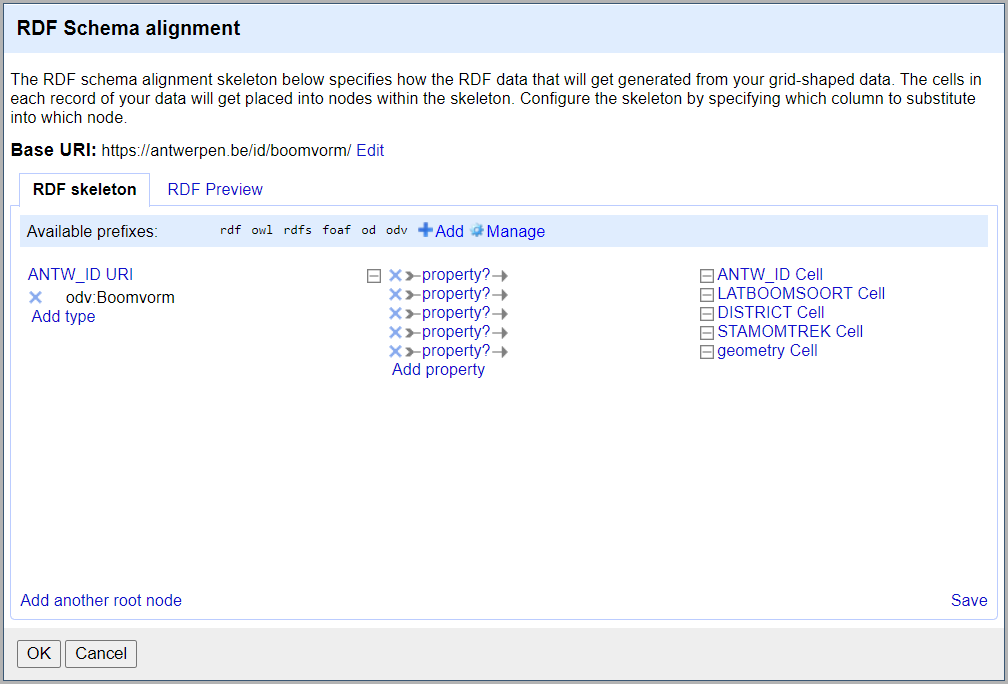 RDF Schema alignment
The RDF schema alignment skeleton below specifies how the RDF data that will get generated from your grid-shaped data. The cells in
each record of your data will get placed into nodes within the skeleton. Configure the skeleton by specifying which column to substitute
into which node.
Base URI: https://antwerpen.be/id/boomvorm/ Edit
RDF skeleton RDF Preview
Available prefixes: rdf owl rdfs foaf od odv Add Manage
ANTW_ID URI property? ANTW_ID Cell
odv:Boomvorm property? LATBOOMSOORT Cell
Add type property? DISTRICT Cell
property? STAMOMTREK Cell
property? geometry Cell
Add property
Add another root node Save
OK Cancel